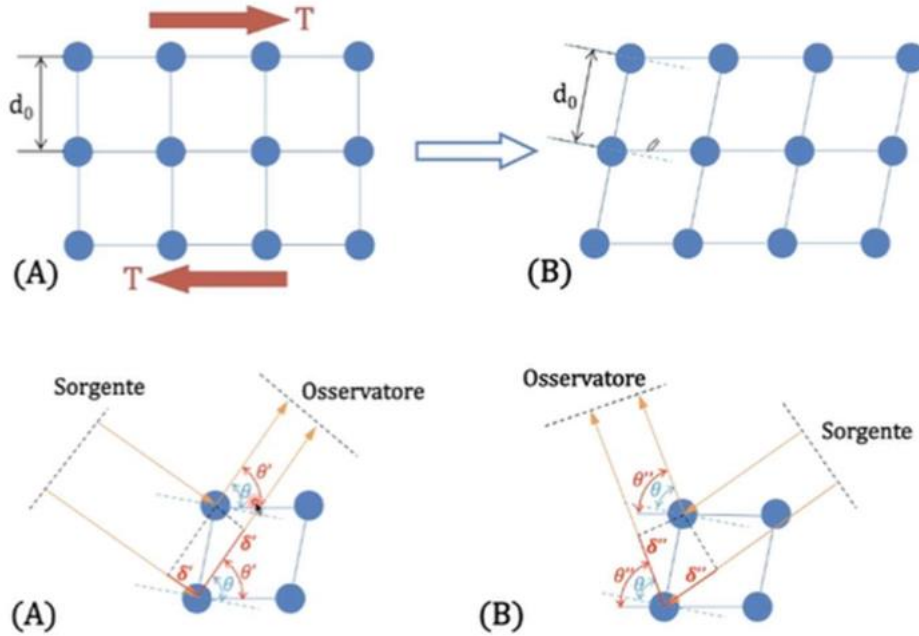 T
d₀
T
(A)
d₀
(B)
Sorgente
Osservatore
θ'
θ
δ'
δ'
θ'
θ
(A)
Osservatore
Sorgente
θ''
θ
δ''
δ''
θ''
θ
(B)